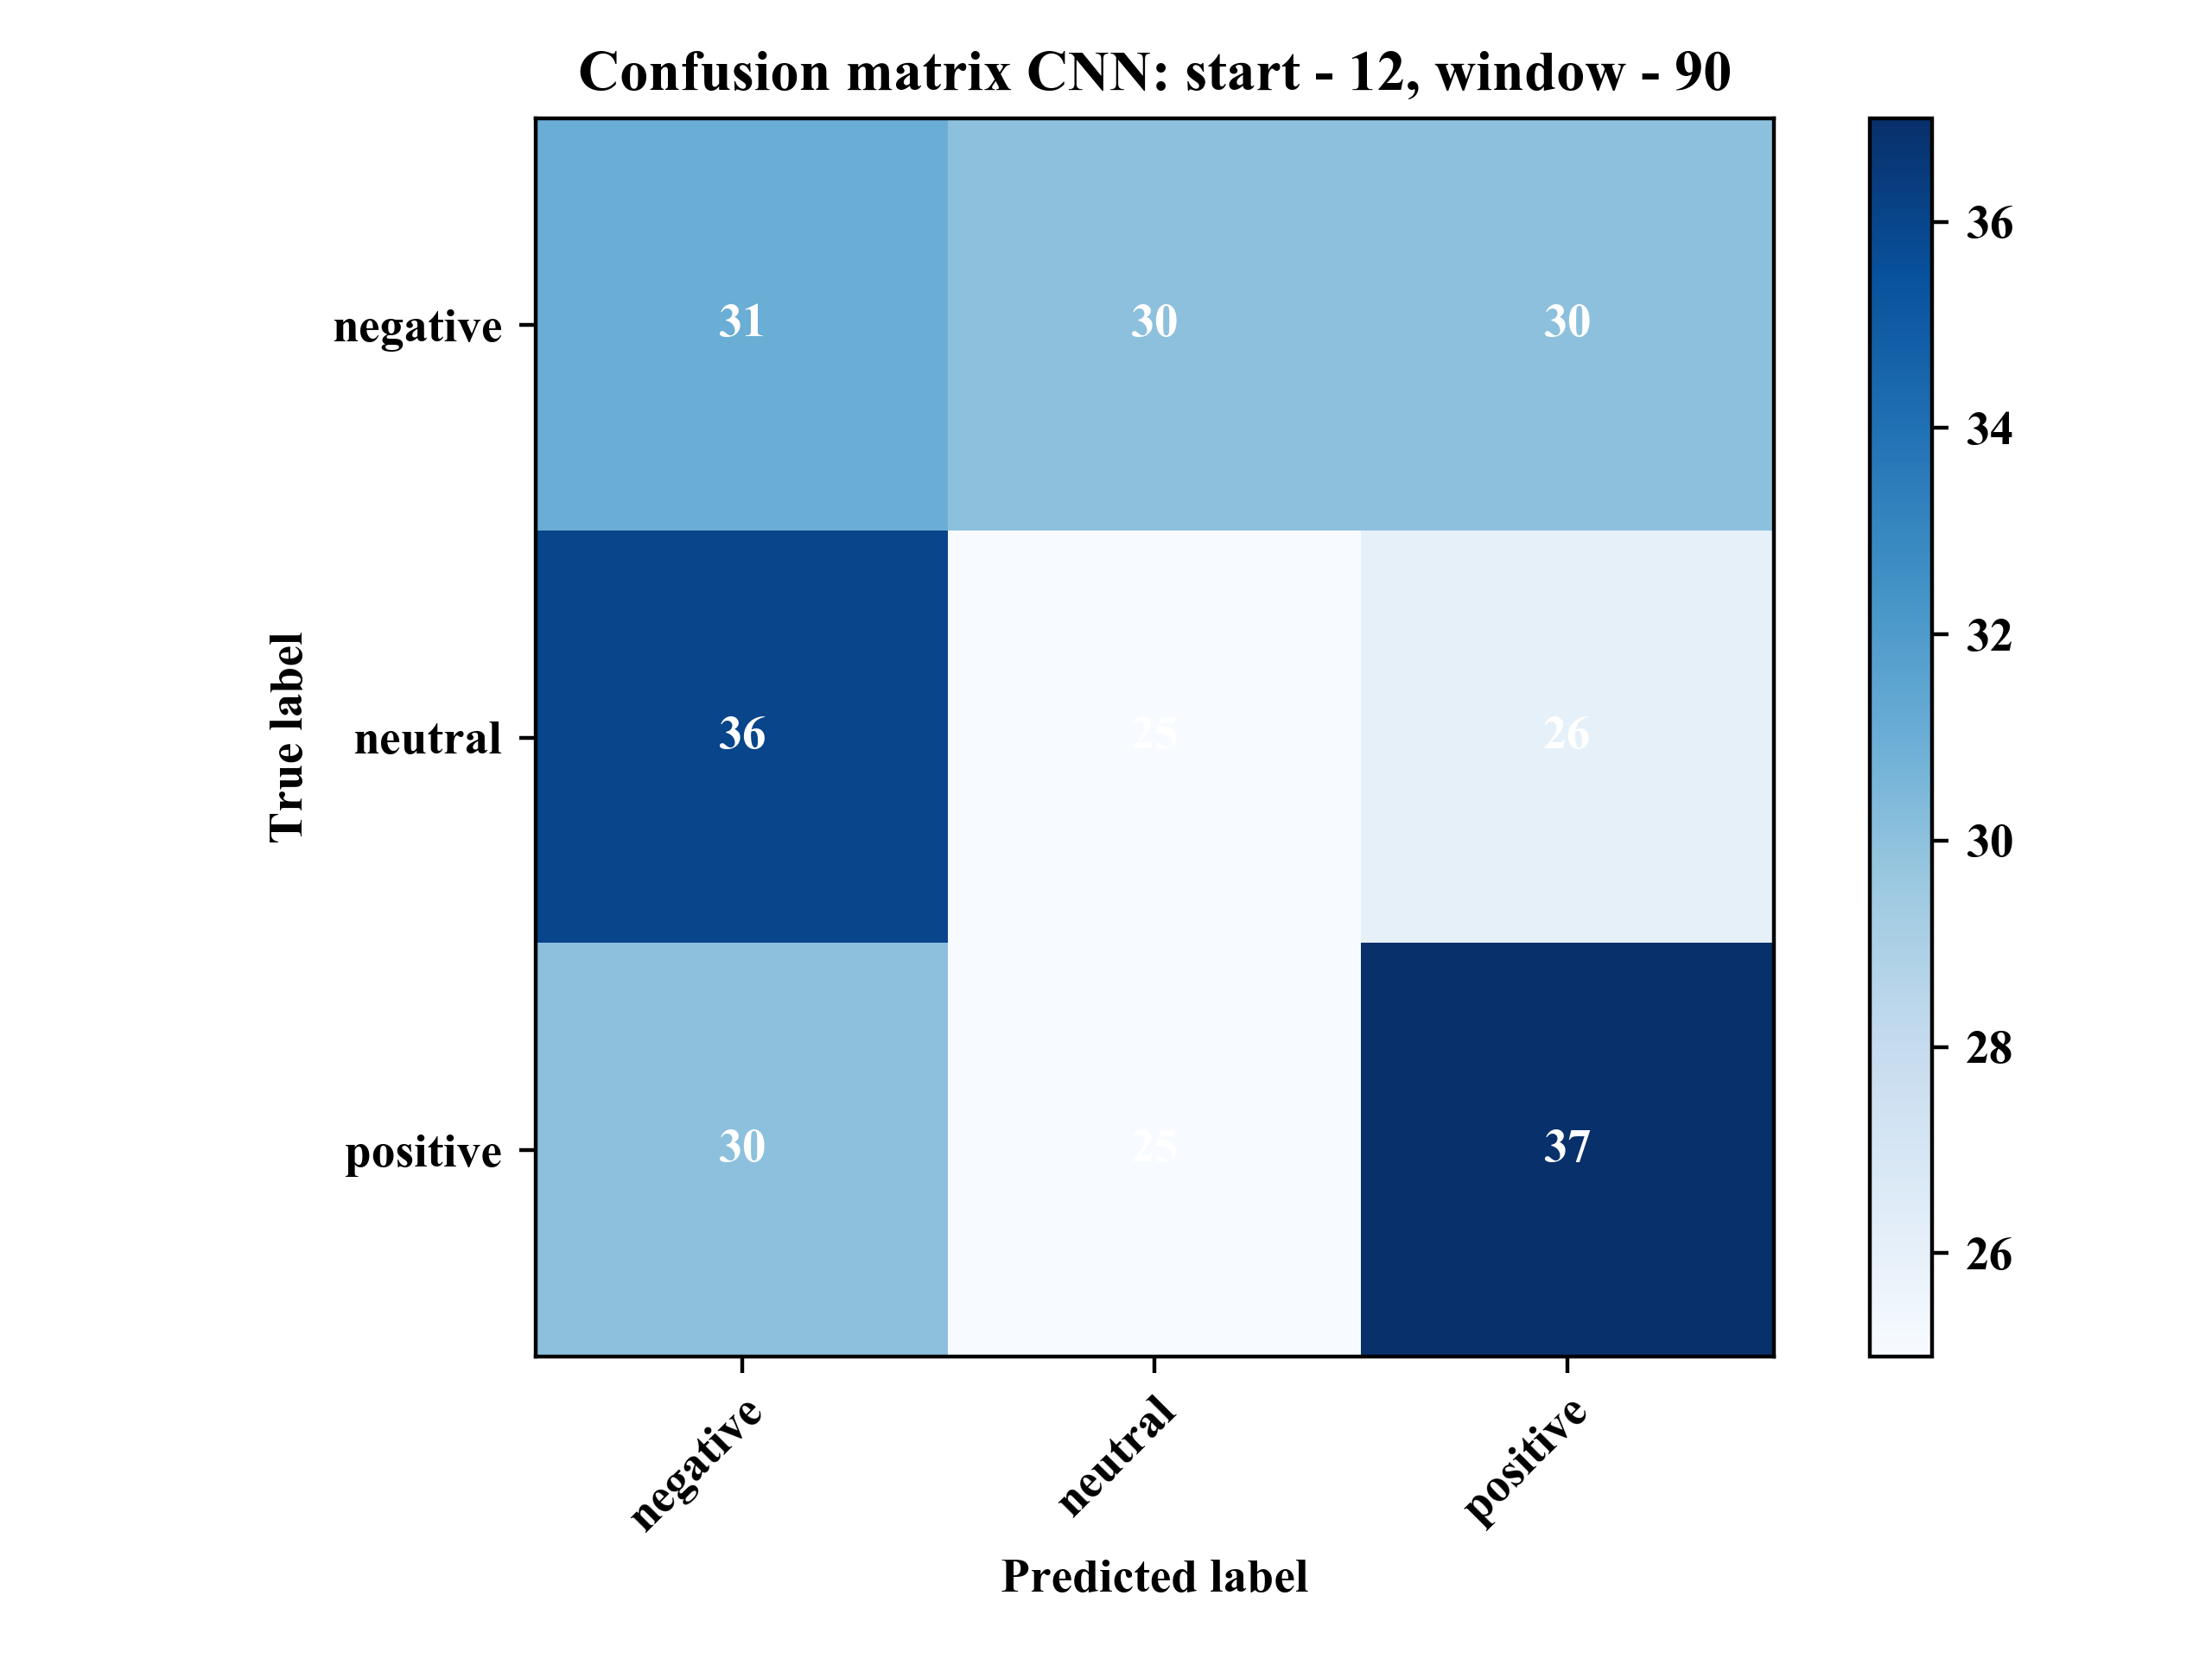 Confusion matrix CNN: start - 12, window - 90
True label
negative
31 30 30
neutral
36 25 26
positive
30 25 37
negative
neutral
positive
Predicted label
36
34
32
30
28
26